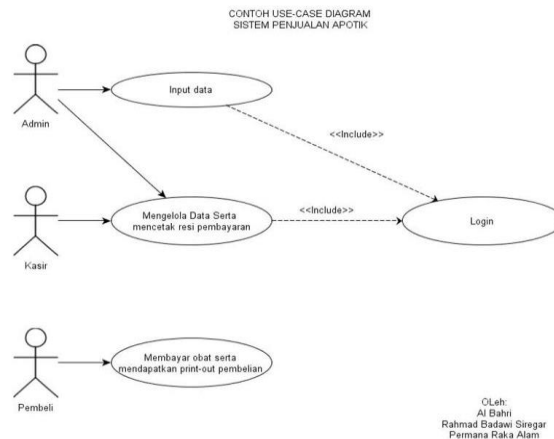 CONTOH USE-CASE DIAGRAM
SISTEM PENJUALAN APOTIK
Input data
Admin
<<Include>>
<<Include>>
Mengelola Data Serta
mencetak resi pembayaran
Login
Kasir
Membayar obat serta
mendapatkan print-out pembelian
Pembeli
OLeh:
Al Bahri
Rahmad Badawi Siregar
Permana Raka Alam